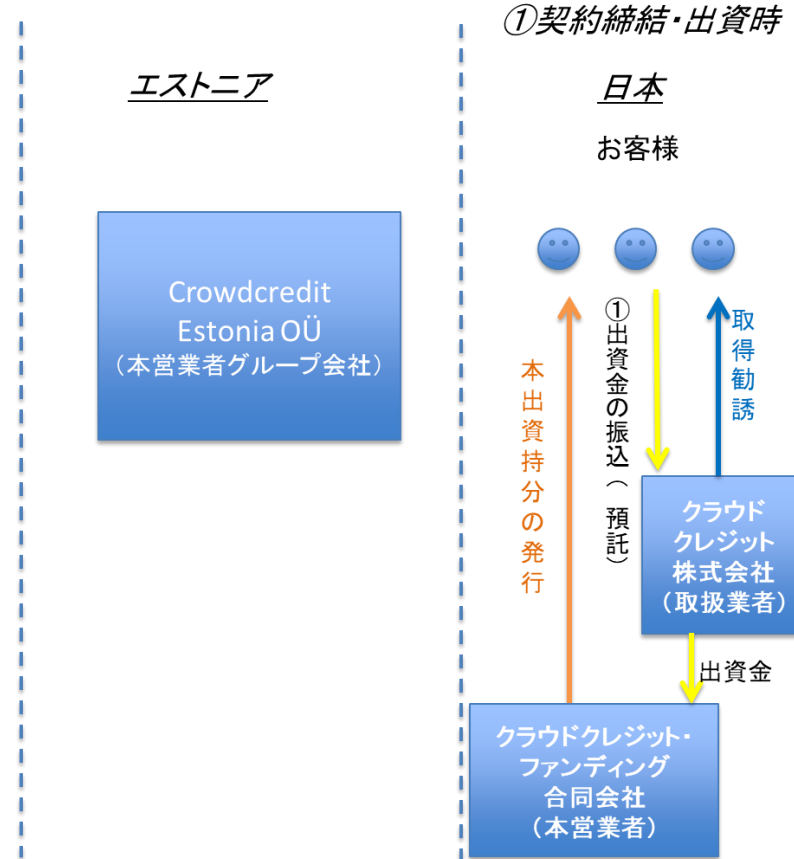 ①契約締結・出資時
エストニア
日本
お客様
Crowdcredit
Estonia OÜ
（本営業者グループ会社）
本出資持分の発行
①出資金の振込（預託）
取得勧誘
クラウド
クレジット
株式会社
（取扱業者）
出資金
クラウドクレジット・
ファンディング
合同会社
（本営業者）